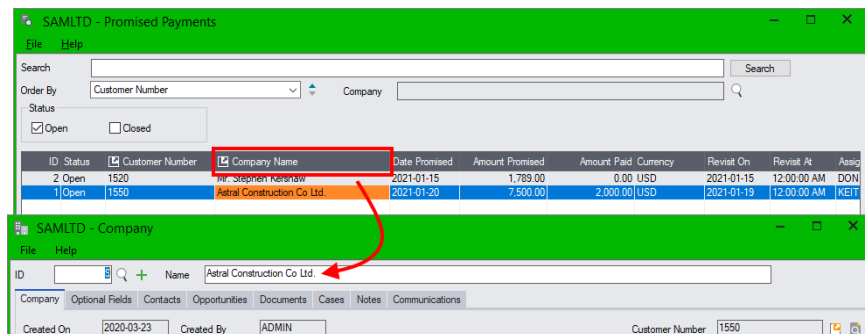 SAMLTD - Promised Payments
File Help
Search Search
Order By Customer Number Company
Status
Open Closed
ID Status Customer Number Company Name Date Promised Amount Promised Amount Paid Currency Revisit On Revisit At Assig
2 Open 1520 Mr. Stephen Kershaw 2021-01-15 1,789.00 0.00 USD 2021-01-15 12:00:00 AM DON
1 Open 1550 Astral Construction Co Ltd. 2021-01-20 7,500.00 2,000.00 USD 2021-01-19 12:00:00 AM KEIT
SAMLTD - Company
File Help
ID 5 Name Astral Construction Co Ltd.
Company Optional Fields Contacts Opportunities Documents Cases Notes Communications
Created On 2020-03-23 Created By ADMIN Customer Number 1550